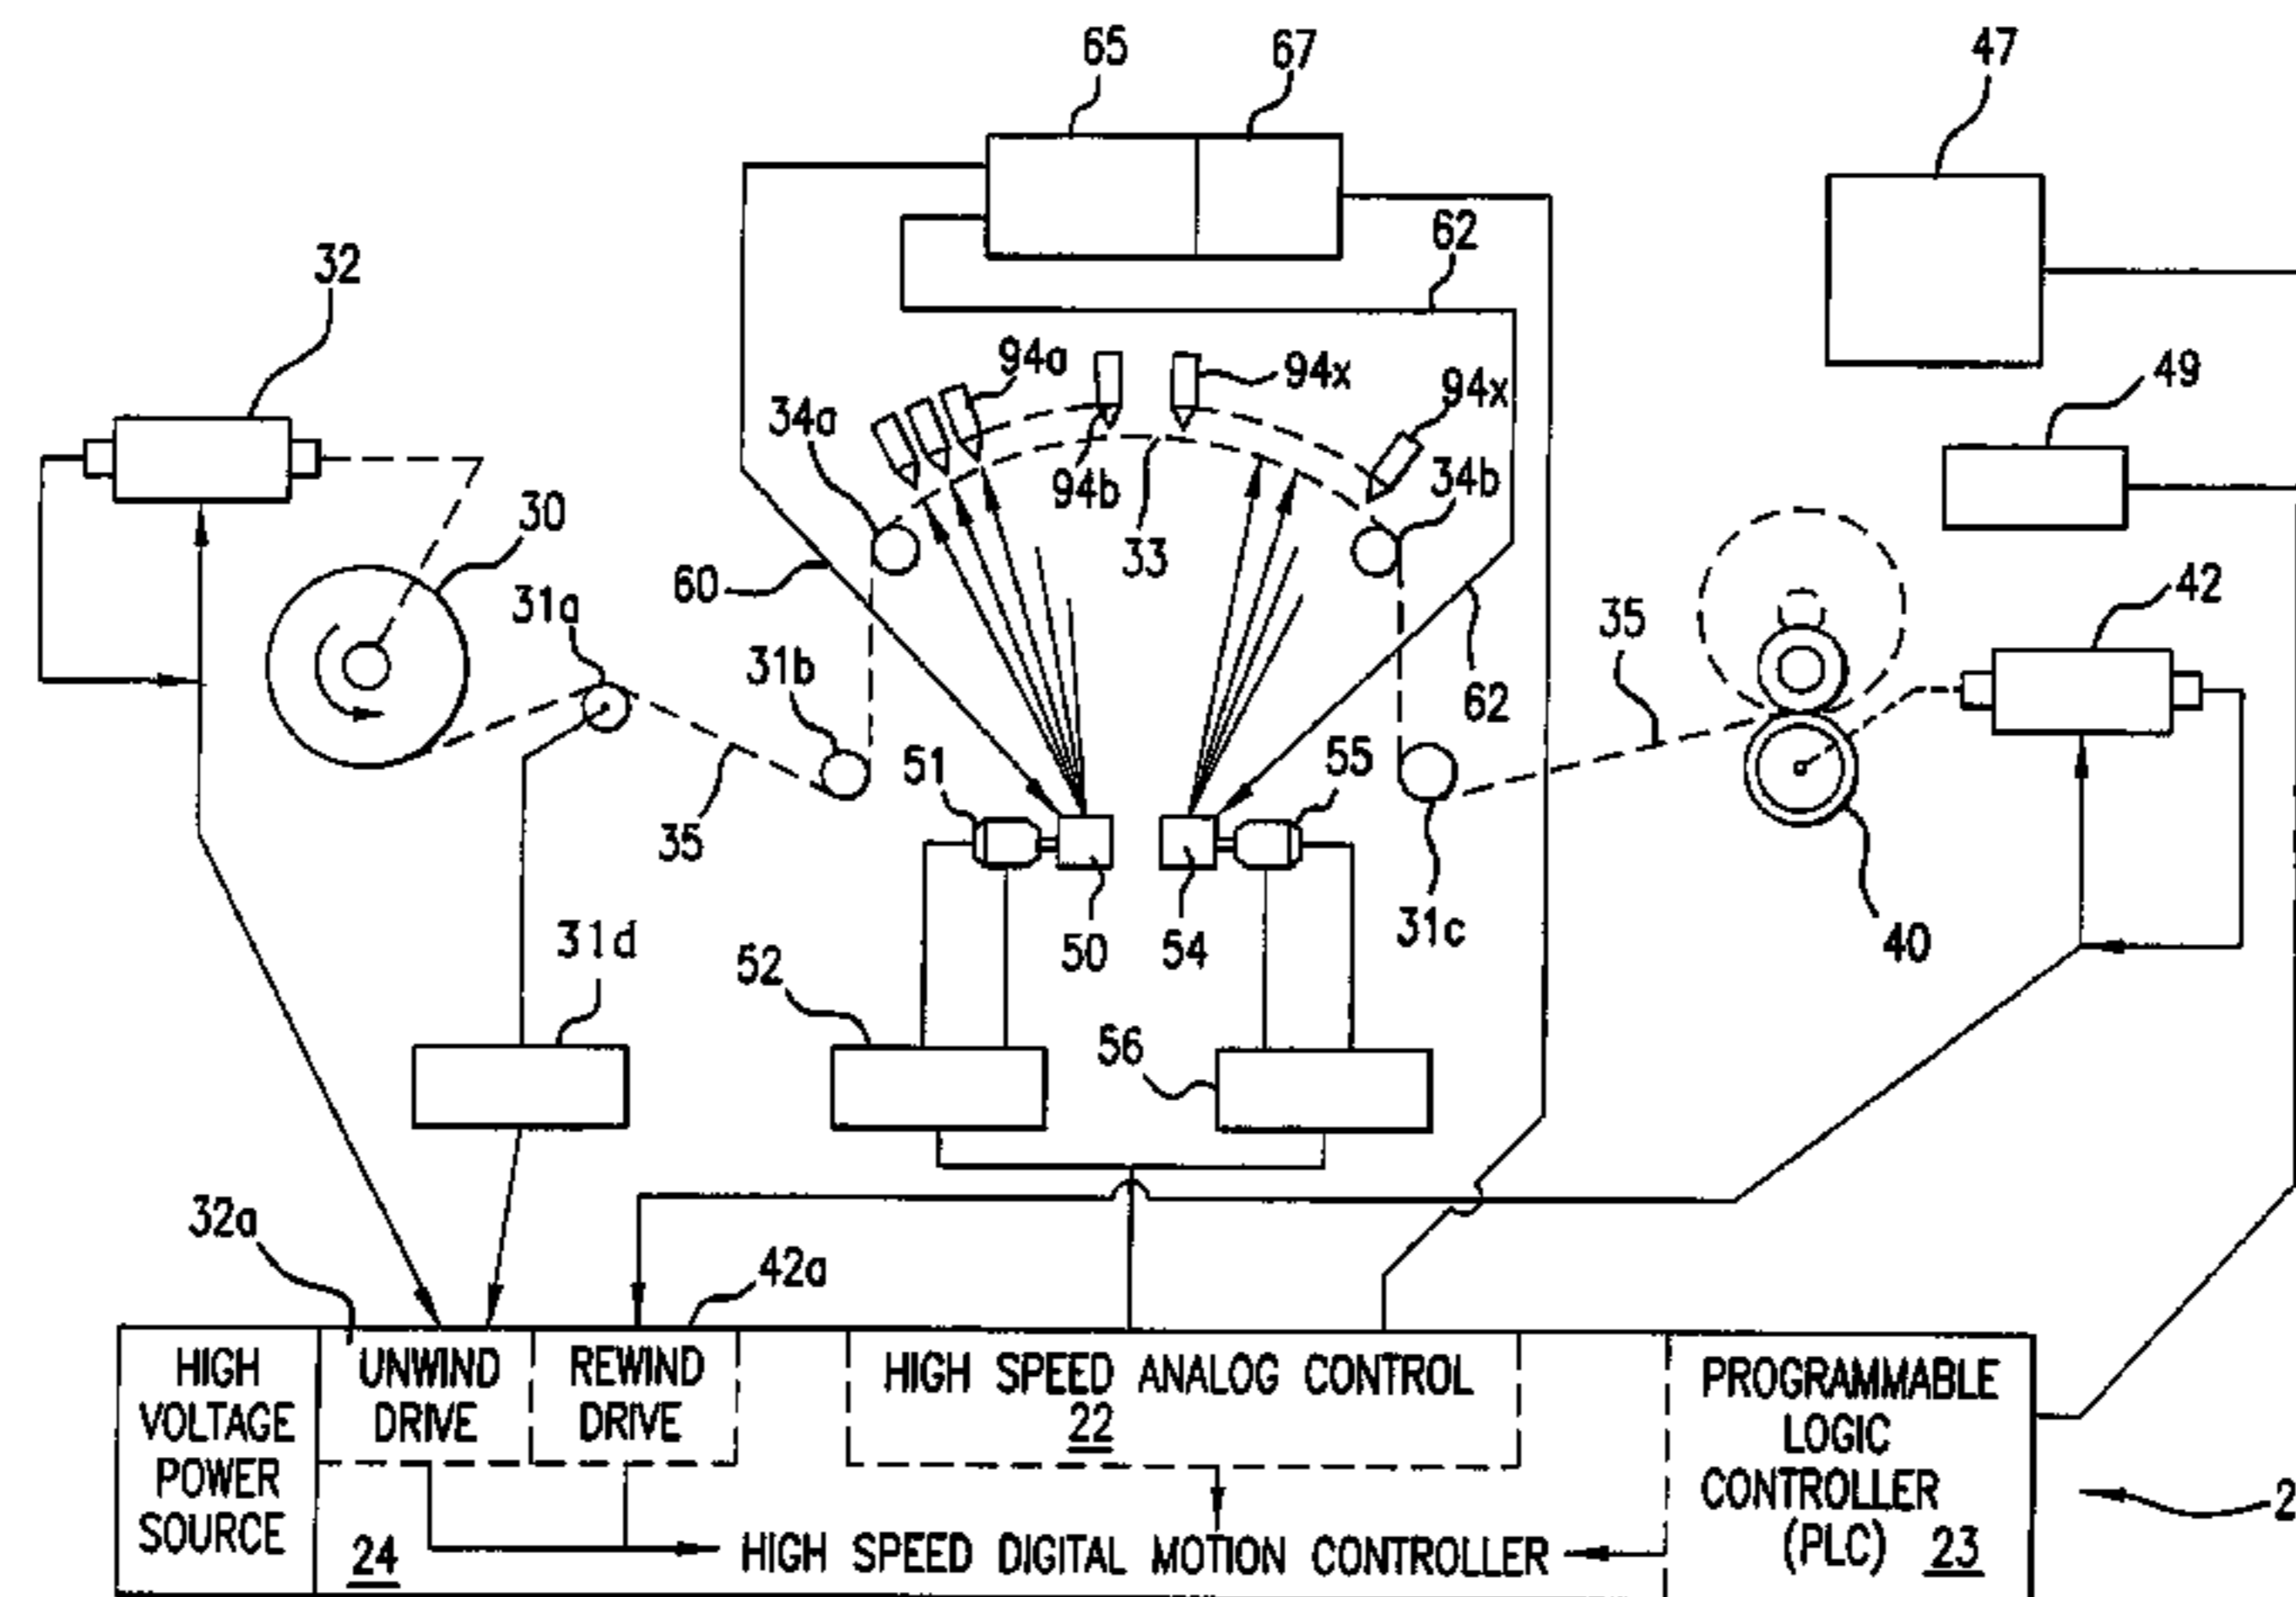 65
67
47
32
62
94a
94x
94x
49
34a
94b
34b
30
33
60
31a
35
42
31b
62
51
55
35
31d
50
54
31c
40
52
56
32a
42a
HIGH VOLTAGE POWER SOURCE
UNWIND DRIVE
REWIND DRIVE
HIGH SPEED ANALOG CONTROL
22
PROGRAMMABLE LOGIC CONTROLLER (PLC) 23
24
HIGH SPEED DIGITAL MOTION CONTROLLER